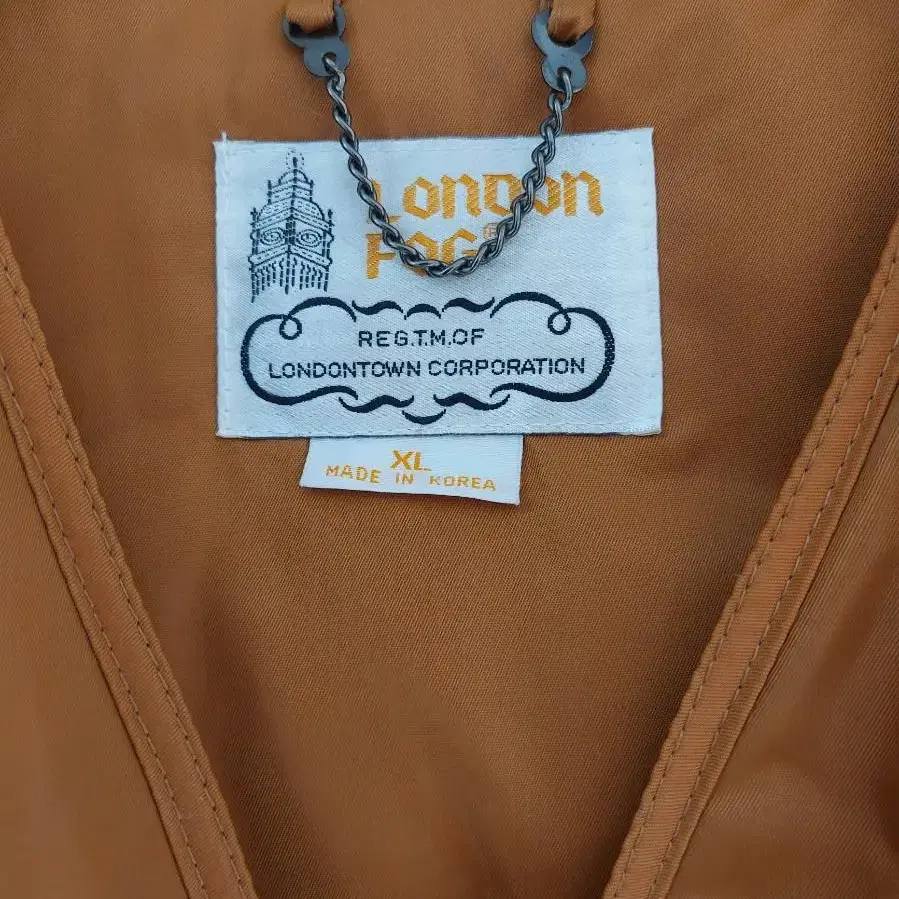 London
Fog®
REG.T.M.OF
LONDONTOWN CORPORATION
XL
MADE IN KOREA